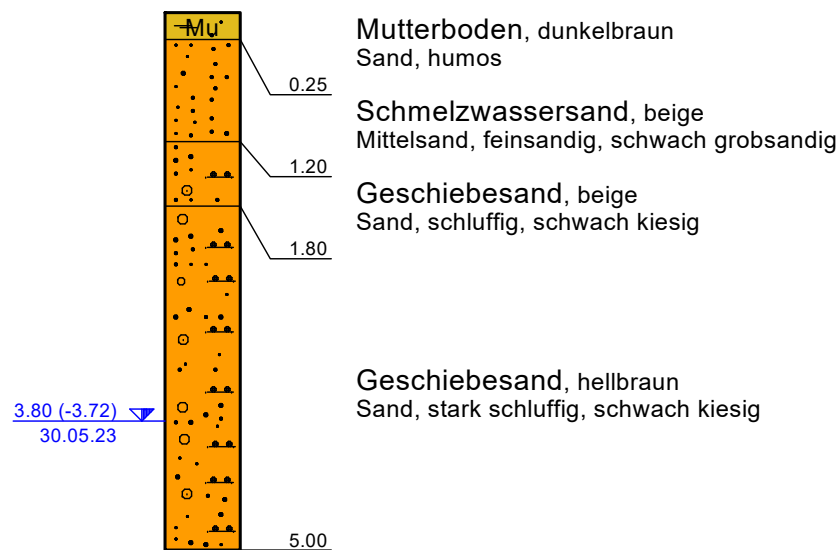 Mu
Mutterboden, dunkelbraun
Sand, humos
0.25
Schmelzwassersand, beige
Mittelsand, feinsandig, schwach grobsandig
1.20
Geschiebesand, beige
Sand, schluffig, schwach kiesig
1.80
Geschiebesand, hellbraun
Sand, stark schluffig, schwach kiesig
3.80 (-3.72)
30.05.23
5.00